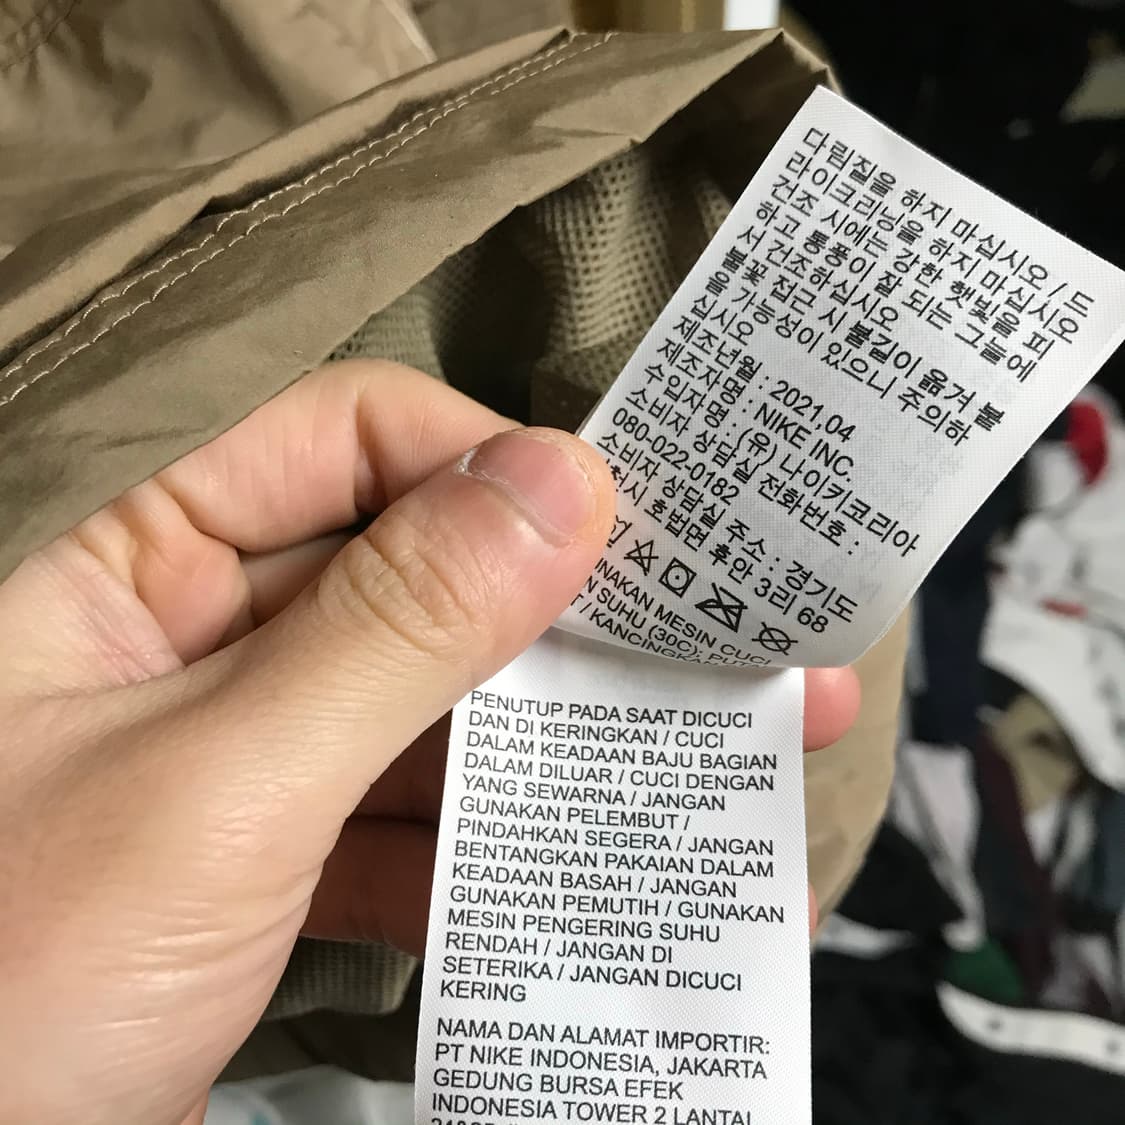 다림질을 하지 마십시오 / 드
라이크리닝을 하지 마십시오
건조 시에는 강한 햇빛을 피
하고 통풍이 잘 되는 그늘에
서 건조하십시오
불꽃 접근 시 불길이 옮겨 붙
을 가능성이 있으니 주의하
십시오
제조년월 : 2021.04
제조자명 : NIKE INC.
수입자명 : (유) 나이키코리아
소비자 상담실 전화번호 :
080-022-0182
소비자 상담실 주소 : 경기도
천시 호법면 후안 3리 68
MESIN CUCI
SUHU (30C);
PENUTUP PADA SAAT DICUCI
DAN DI KERINGKAN / CUCI
DALAM KEADAAN BAJU BAGIAN
DALAM DILUAR / CUCI DENGAN
YANG SEWARNA / JANGAN
GUNAKAN PELEMBUT /
PINDAHKAN SEGERA / JANGAN
BENTANGKAN PAKAIAN DALAM
KEADAAN BASAH / JANGAN
GUNAKAN PEMUTIH / GUNAKAN
MESIN PENGERING SUHU
RENDAH / JANGAN DI
SETERIKA / JANGAN DICUCI
KERING
NAMA DAN ALAMAT IMPORTIR:
PT NIKE INDONESIA, JAKARTA
GEDUNG BURSA EFEK
INDONESIA TOWER 2 LANTAI